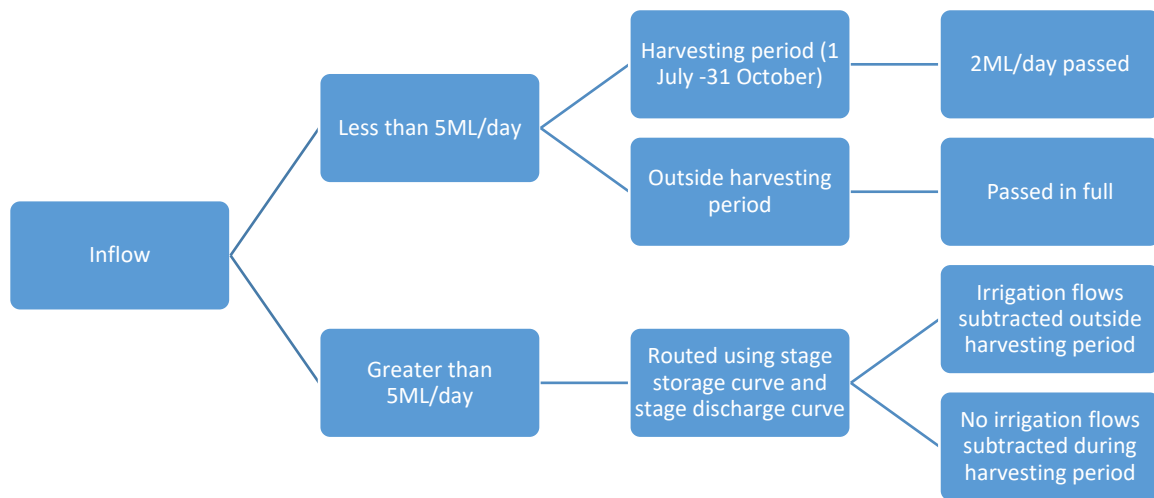 Inflow
Less than 5ML/day
Harvesting period (1
July -31 October)
2ML/day passed
Outside harvesting
period
Passed in full
Greater than
5ML/day
Routed using stage
storage curve and
stage discharge curve
Irrigation flows
subtracted outside
harvesting period
No irrigation flows
subtracted during
harvesting period